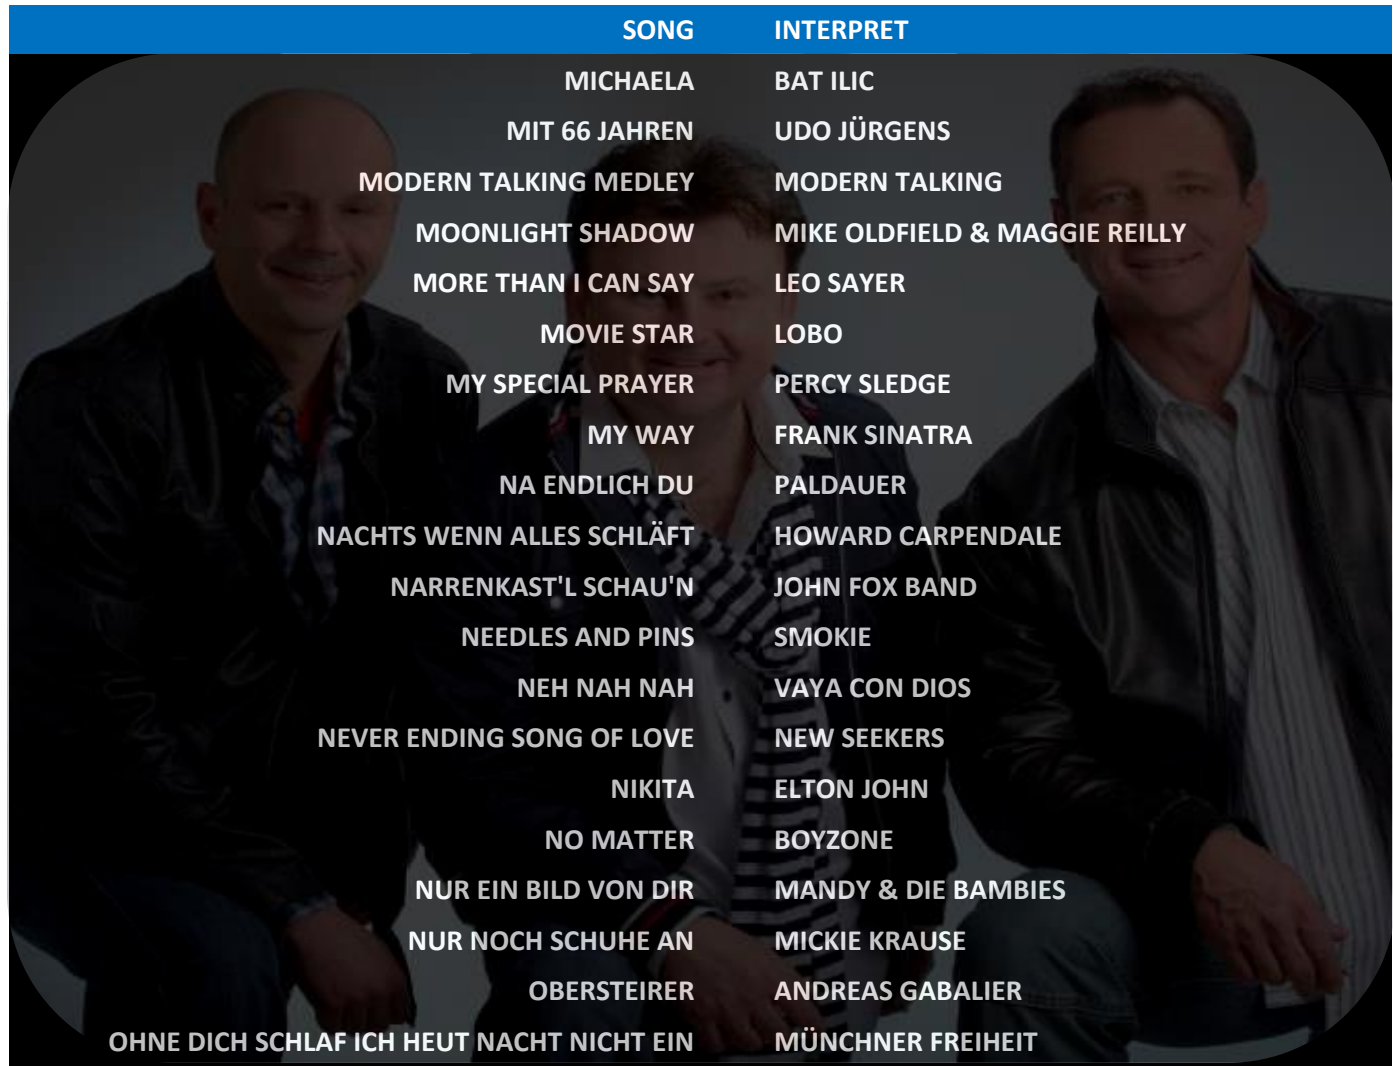 SONG INTERPRET
MICHAELA BAT ILIC
MIT 66 JAHREN UDO JÜRGENS
MODERN TALKING MEDLEY MODERN TALKING
MOONLIGHT SHADOW MIKE OLDFIELD & MAGGIE REILLY
MORE THAN I CAN SAY LEO SAYER
MOVIE STAR LOBO
MY SPECIAL PRAYER PERCY SLEDGE
MY WAY FRANK SINATRA
NA ENDLICH DU PALDAUER
NACHTS WENN ALLES SCHLÄFT HOWARD CARPENDALE
NARRENKAST'L SCHAU'N JOHN FOX BAND
NEEDLES AND PINS SMOKIE
NEH NAH NAH VAYA CON DIOS
NEVER ENDING SONG OF LOVE NEW SEEKERS
NIKITA ELTON JOHN
NO MATTER BOYZONE
NUR EIN BILD VON DIR MANDY & DIE BAMBIES
NUR NOCH SCHUHE AN MICKIE KRAUSE
OBERSTEIRER ANDREAS GABALIER
OHNE DICH SCHLAF ICH HEUT NACHT NICHT EIN MÜNCHNER FREIHEIT